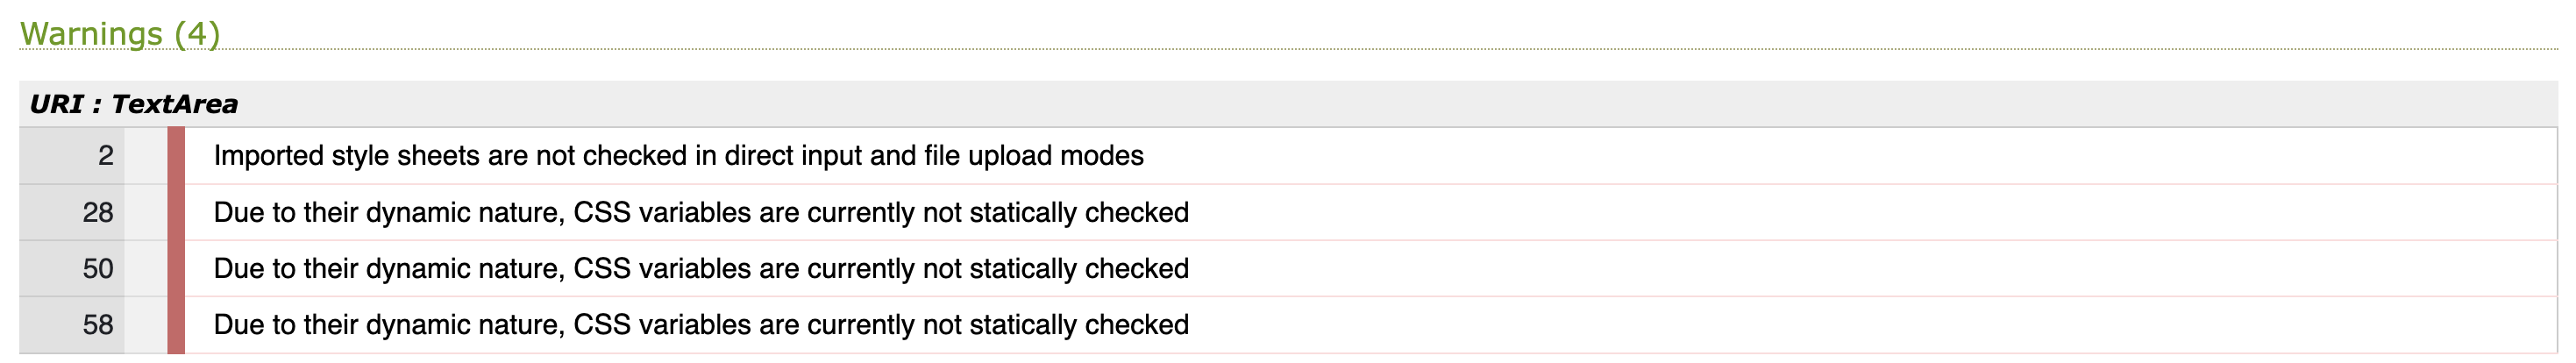 Warnings (4)
URI : TextArea
2 Imported style sheets are not checked in direct input and file upload modes
28 Due to their dynamic nature, CSS variables are currently not statically checked
50 Due to their dynamic nature, CSS variables are currently not statically checked
58 Due to their dynamic nature, CSS variables are currently not statically checked